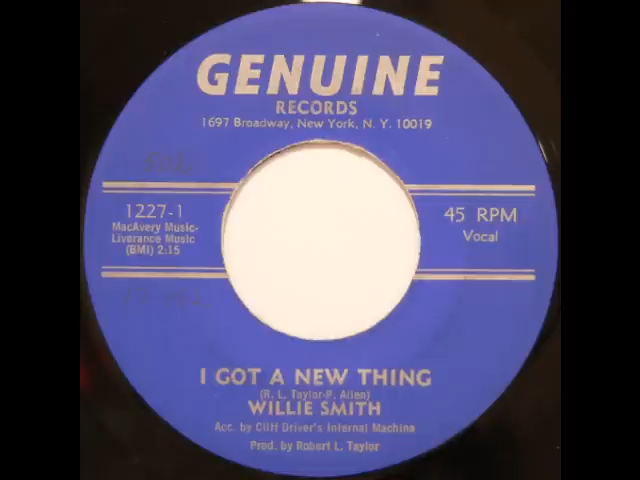 GENUINE
RECORDS
1697 Broadway, New York, N. Y. 10019
1227-1
MacAvery Music-
Liverance Music
(BMI) 2:15
45 RPM
Vocal
I GOT A NEW THING
(R. L. Taylor-P. Allen)
WILLIE SMITH
Acc. by Cliff Driver's Infernal Machine
Prod. by Robert L. Taylor